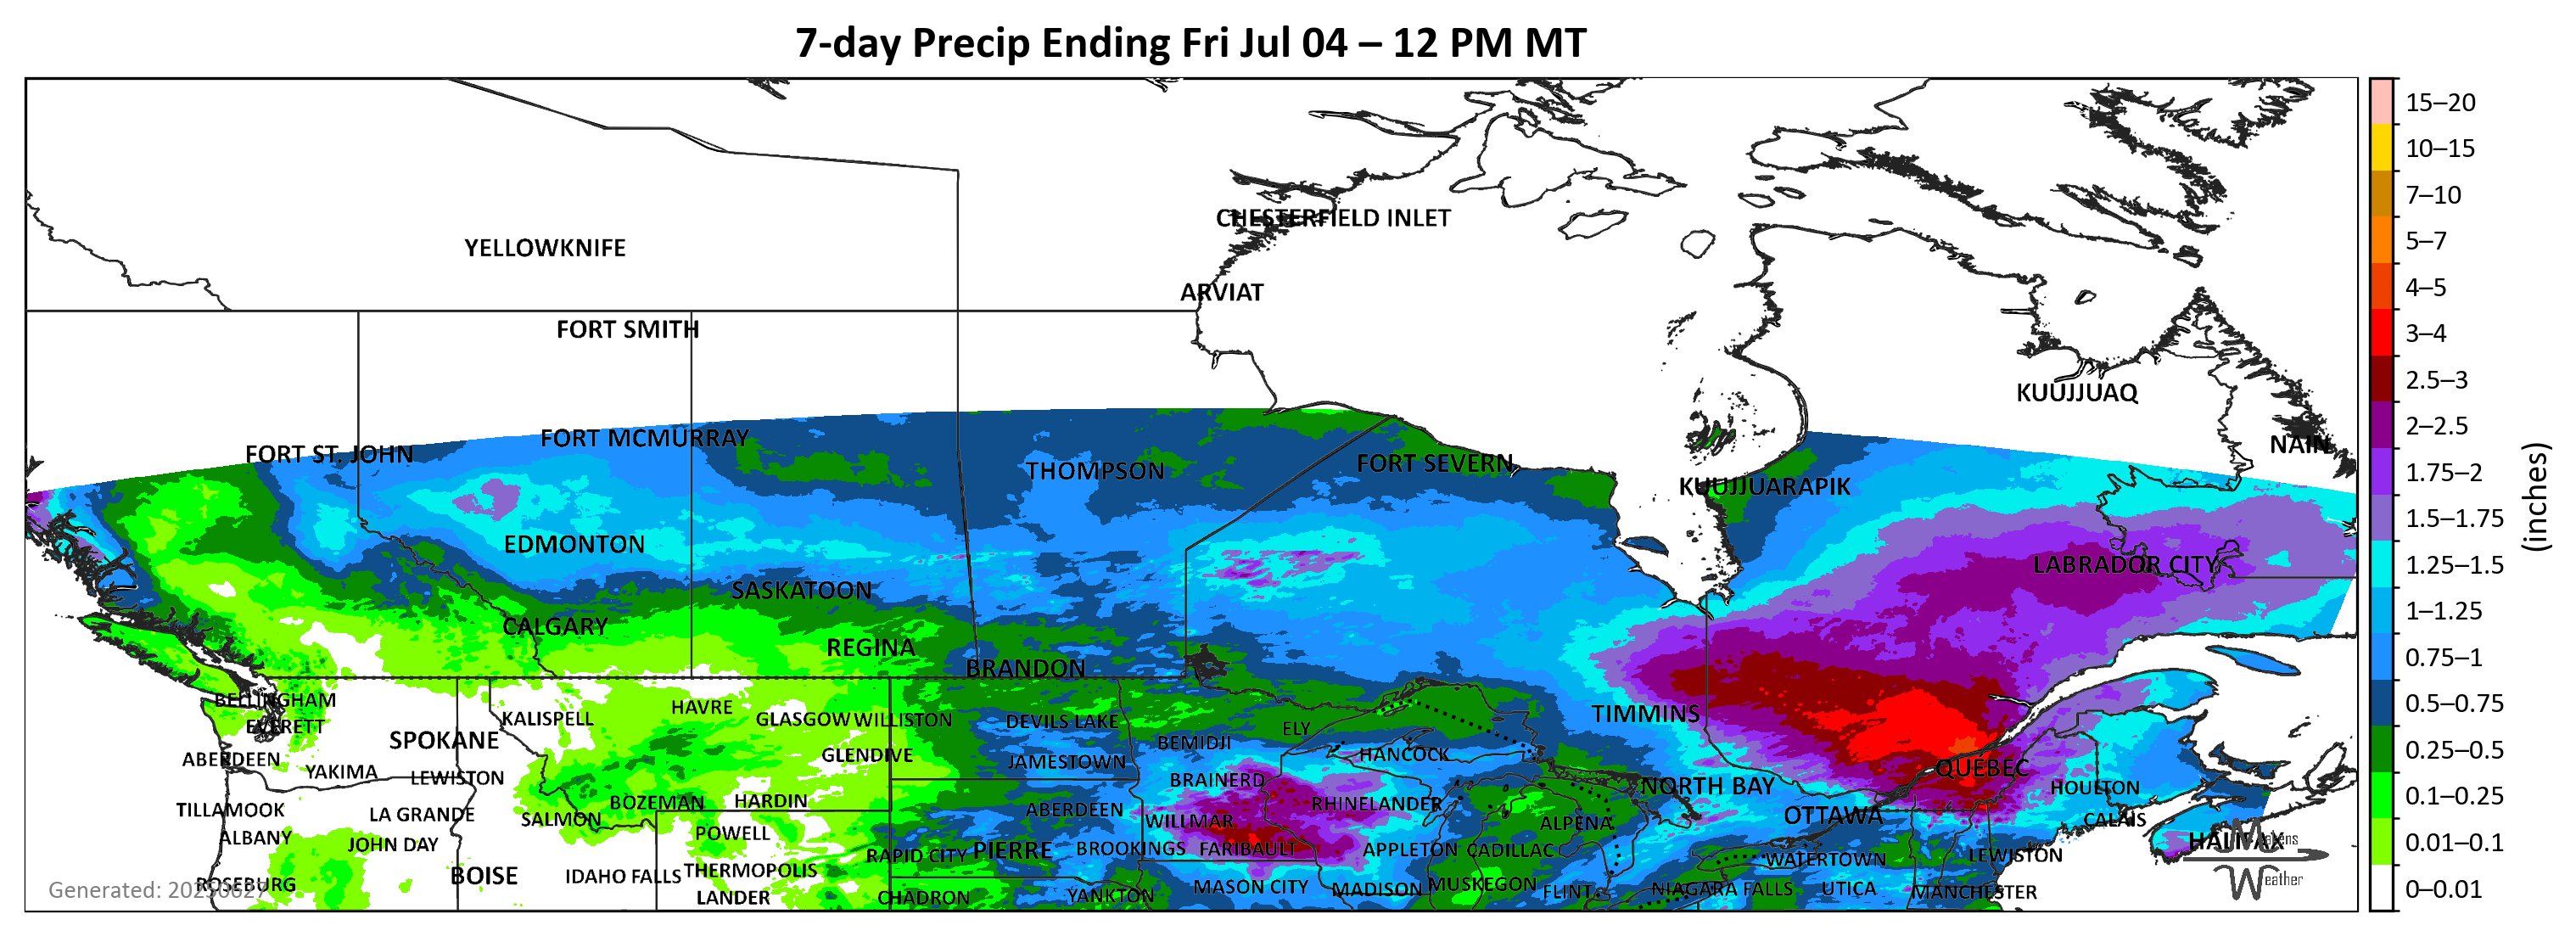 7-day Precip Ending Fri Jul 04 – 12 PM MT
15–20
10–15
7–10
5–7
4–5
3–4
2.5–3
2–2.5
1.75–2
1.5–1.75
1.25–1.5
1–1.25
0.75–1
0.5–0.75
0.25–0.5
0.1–0.25
0.01–0.1
0–0.01
(inches)
CHESTERFIELD INLET
YELLOWKNIFE
ARVIAT
FORT SMITH
KUUJJUAQ
FORT ST. JOHN
FORT MCMURRAY
THOMPSON
FORT SEVERN
KUUJJUARAPIK
NAIN
EDMONTON
LABRADOR CITY
SASKATOON
CALGARY
REGINA
BRANDON
BELLINGHAM
EVERETT
KALISPELL
HAVRE
GLASGOW
WILLISTON
DEVILS LAKE
ELY
TIMMINS
ABERDEEN
SPOKANE
GLENDIVE
JAMESTOWN
BEMIDJI
HANCOCK
QUEBEC
YAKIMA
LEWISTON
BRAINERD
NORTH BAY
HOULTON
TILLAMOOK
LA GRANDE
SALMON
BOZEMAN
HARDIN
ABERDEEN
WILLMAR
RHINELANDER
ALPENA
OTTAWA
CALAIS
ALBANY
JOHN DAY
POWELL
RAPID CITY
PIERRE
BROOKINGS
FARIBAULT
APPLETON
CADILLAC
WATERTOWN
LEWISTON
HALIFAX
ROSEBURG
BOISE
IDAHO FALLS
THERMOPOLIS
LANDER
CHADRON
YANKTON
MASON CITY
MADISON
MUSKEGON
FLINT
NIAGARA FALLS
UTICA
MANCHESTER
Makens
Weather
Generated: 20250627